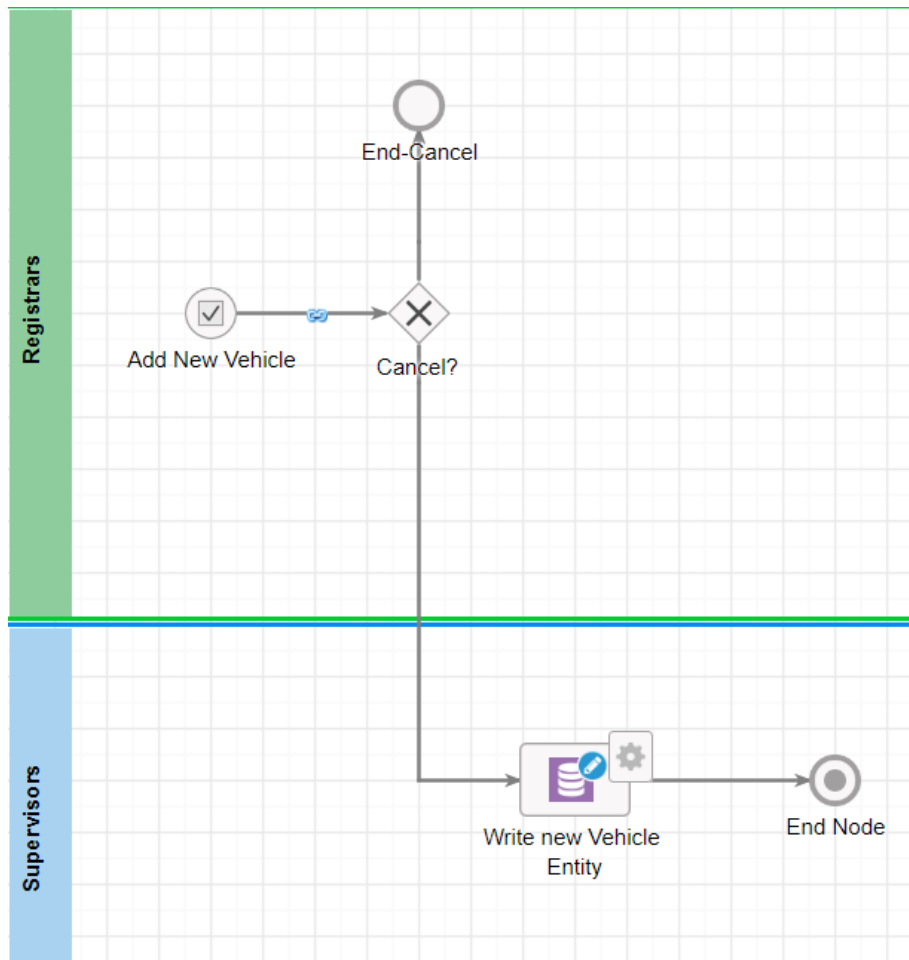 Registrars
End-Cancel
Add New Vehicle
Cancel?
Supervisors
Write new Vehicle
Entity
End Node